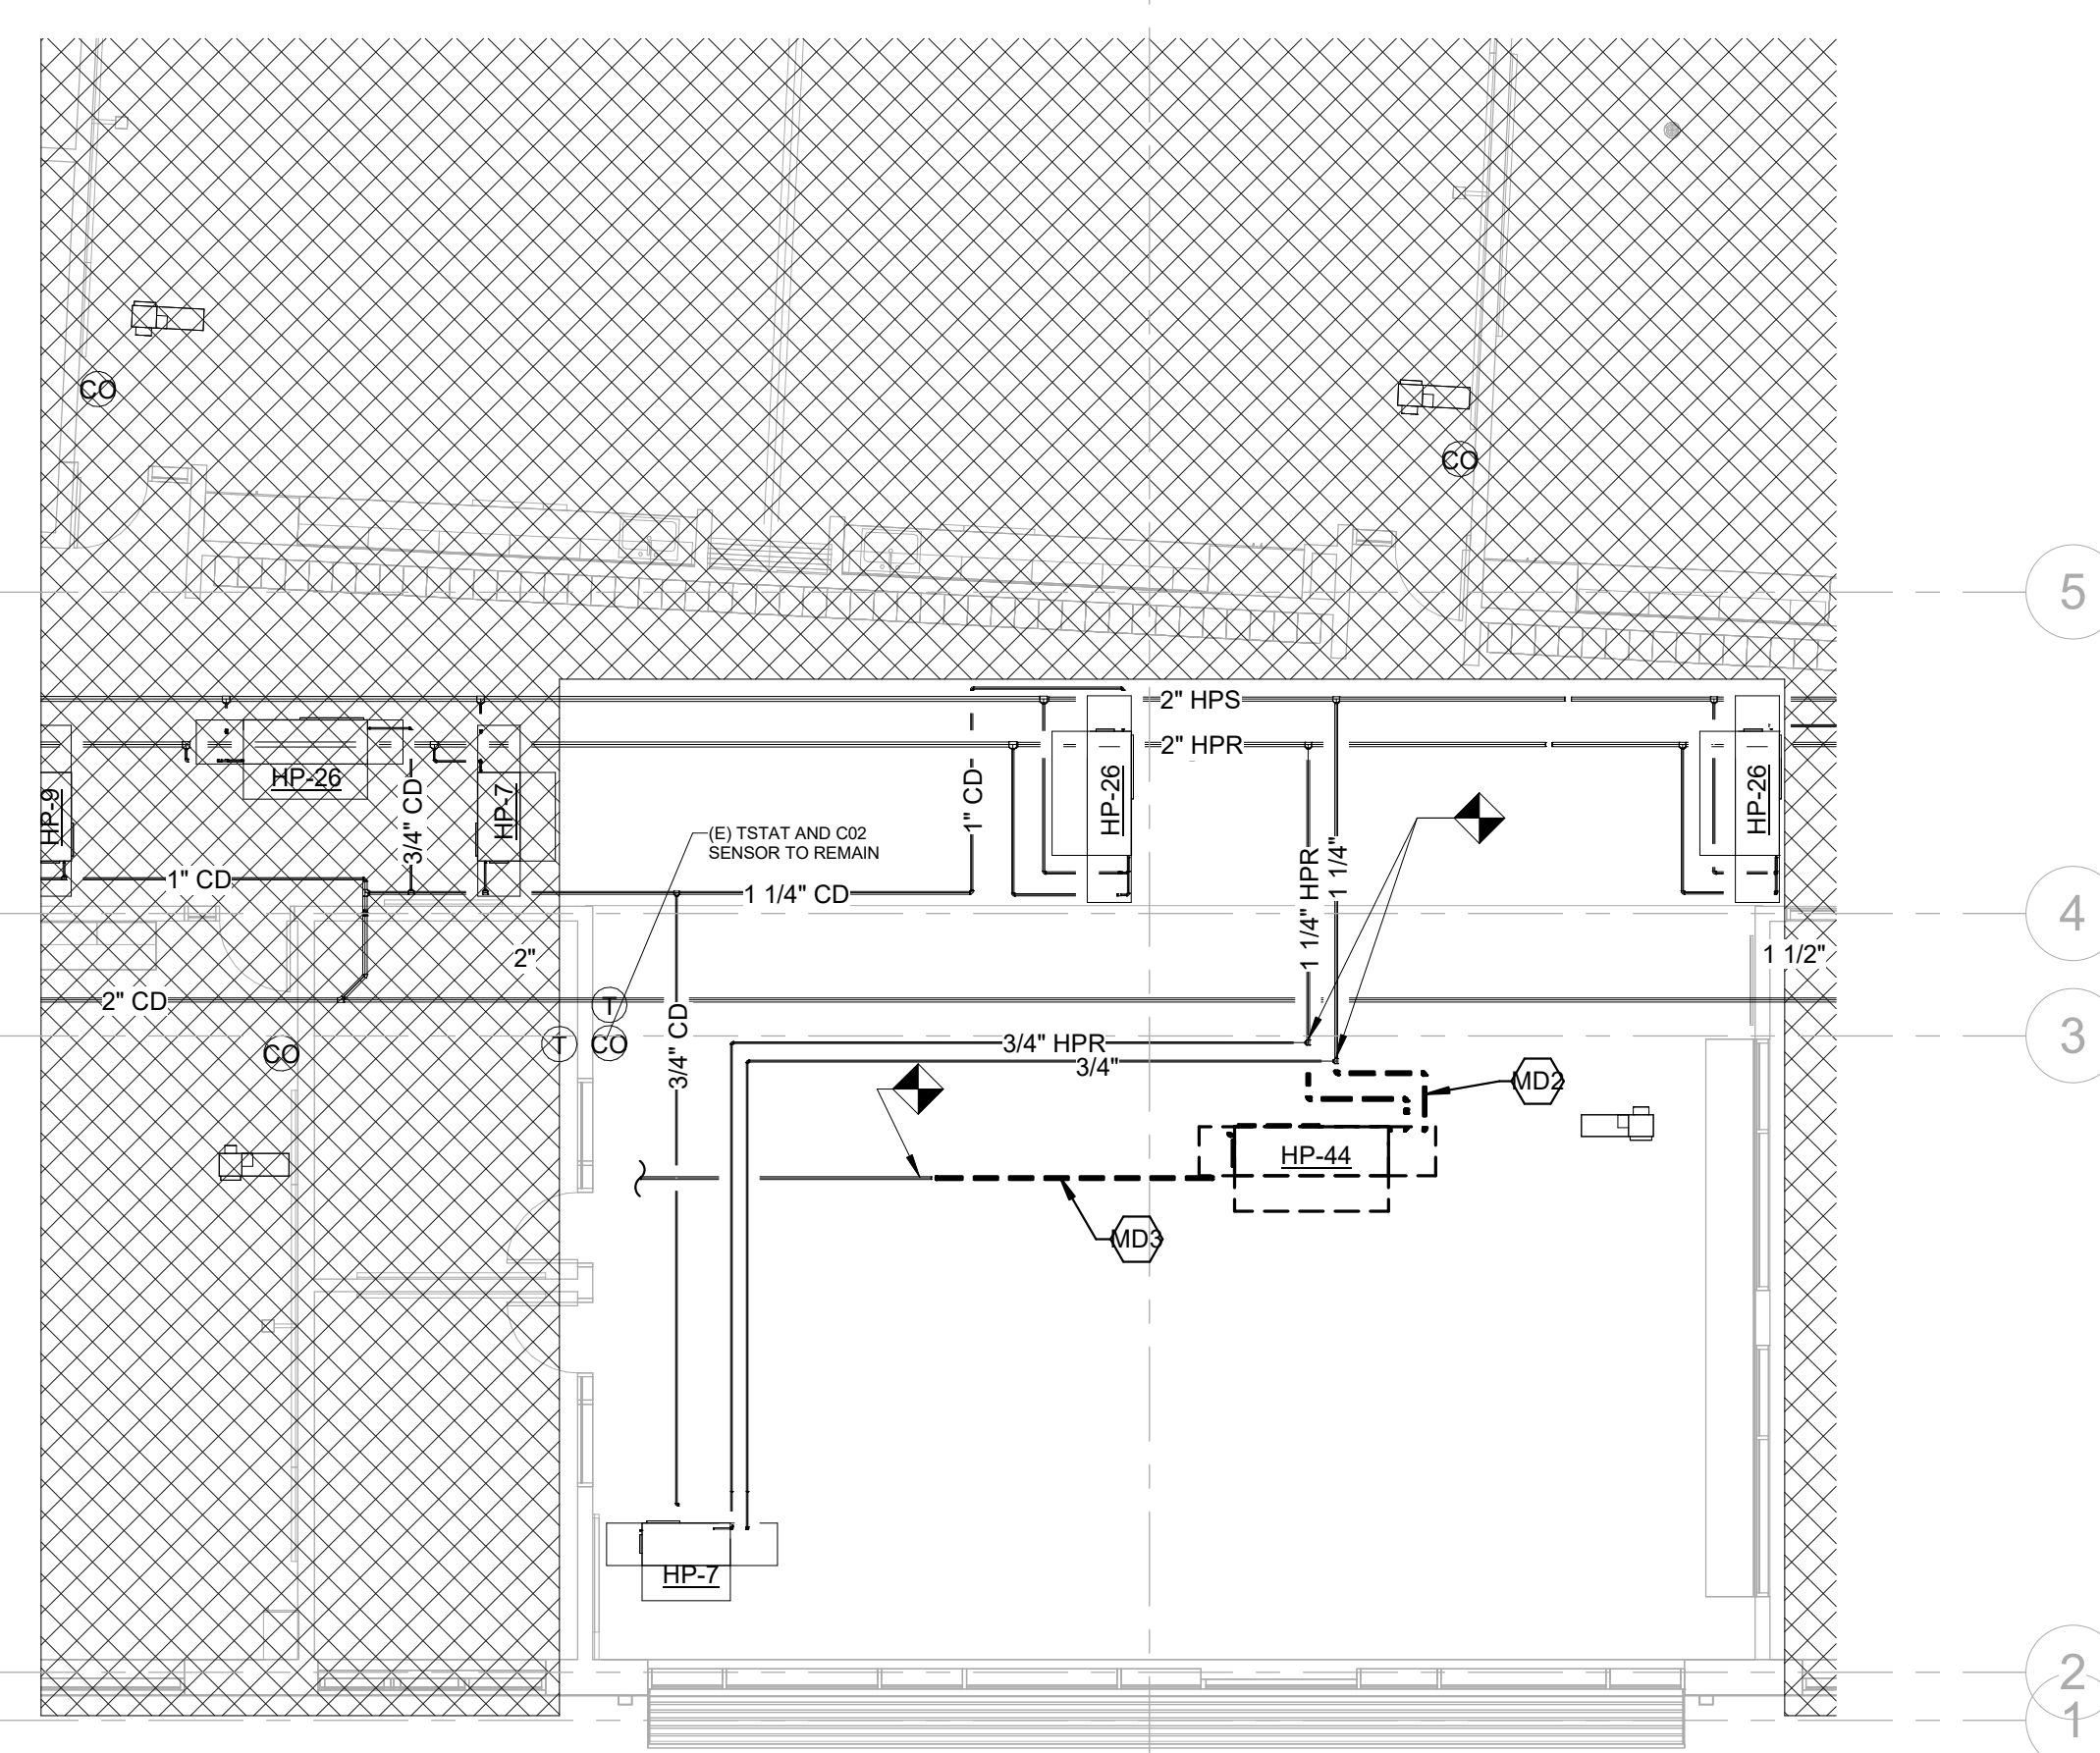 CO
CO
5
2" HPS
2" HPR
HP-26
HP-9
3/4" CD
HP-7
1" CD
HP-26
HP-26
(E) TSTAT AND C02
SENSOR TO REMAIN
1" CD
1 1/4" CD
1 1/4" HPR
1 1/4"
4
2"
1 1/2"
2" CD
T
T
CO
CO
3/4" CD
3/4" HPR
3/4"
3
MD2
HP-44
MD3
HP-7
2
1